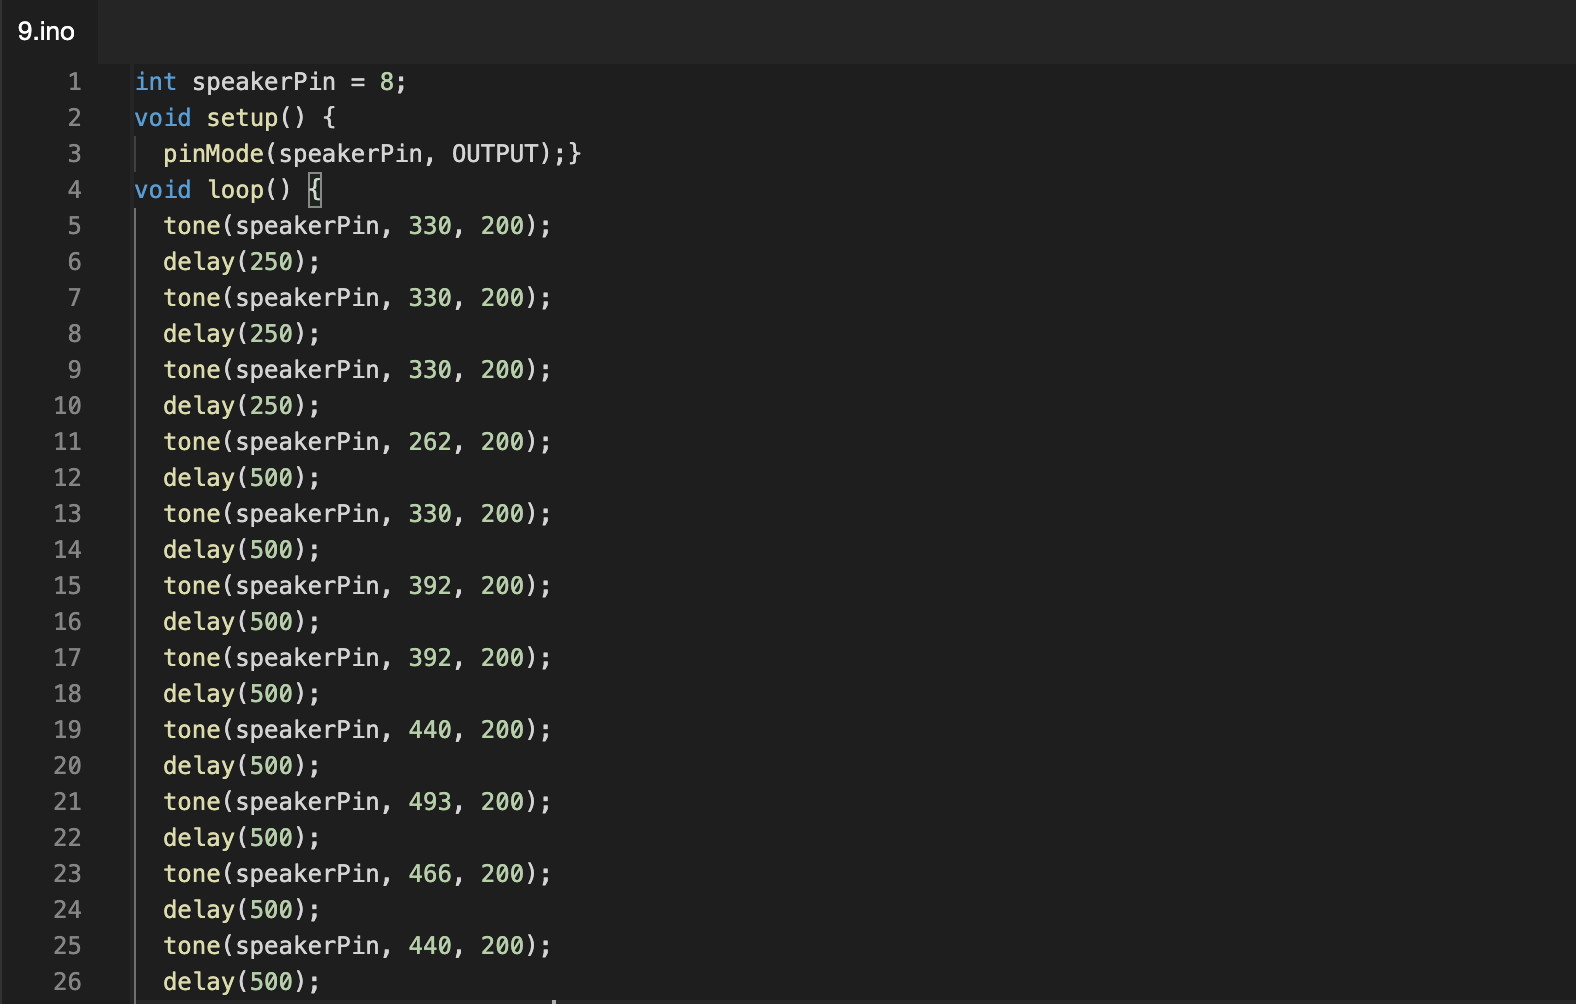 9.ino
1 int speakerPin = 8;
2 void setup() {
3   pinMode(speakerPin, OUTPUT);}
4 void loop() {
5   tone(speakerPin, 330, 200);
6   delay(250);
7   tone(speakerPin, 330, 200);
8   delay(250);
9   tone(speakerPin, 330, 200);
10   delay(250);
11   tone(speakerPin, 262, 200);
12   delay(500);
13   tone(speakerPin, 330, 200);
14   delay(500);
15   tone(speakerPin, 392, 200);
16   delay(500);
17   tone(speakerPin, 392, 200);
18   delay(500);
19   tone(speakerPin, 440, 200);
20   delay(500);
21   tone(speakerPin, 493, 200);
22   delay(500);
23   tone(speakerPin, 466, 200);
24   delay(500);
25   tone(speakerPin, 440, 200);
26   delay(500);